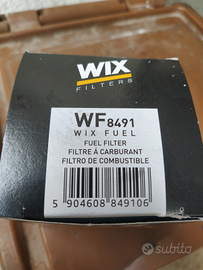 WIX
FILTERS
WF8491
WIX FUEL
FUEL FILTER
FILTRE À CARBURANT
FILTRO DE COMBUSTIBLE
5 904608 849106
subito